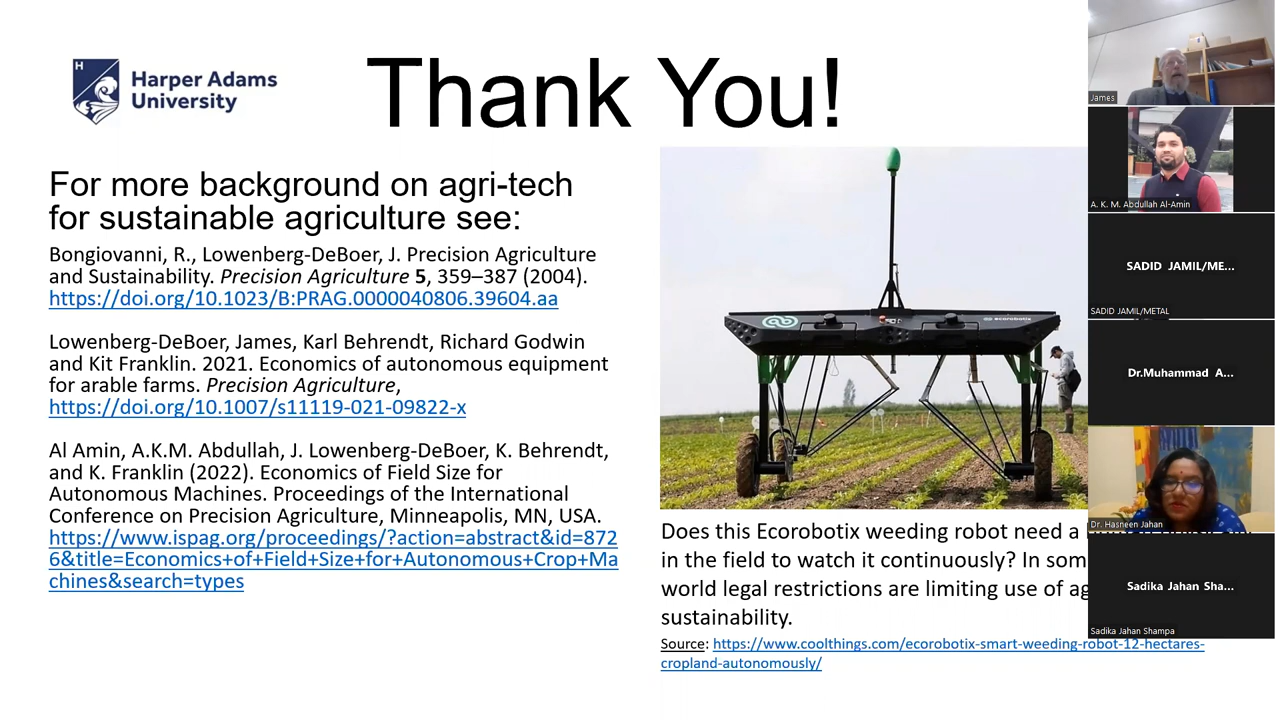 H
Harper Adams
University
Thank You!
For more background on agri-tech
for sustainable agriculture see:
Bongiovanni, R., Lowenberg-DeBoer, J. Precision Agriculture
and Sustainability. Precision Agriculture 5, 359–387 (2004).
https://doi.org/10.1023/B:PRAG.0000040806.39604.aa
Lowenberg-DeBoer, James, Karl Behrendt, Richard Godwin
and Kit Franklin. 2021. Economics of autonomous equipment
for arable farms. Precision Agriculture,
https://doi.org/10.1007/s11119-021-09822-x
Al Amin, A.K.M. Abdullah, J. Lowenberg-DeBoer, K. Behrendt,
and K. Franklin (2022). Economics of Field Size for
Autonomous Machines. Proceedings of the International
Conference on Precision Agriculture, Minneapolis, MN, USA.
https://www.ispag.org/proceedings/?action=abstract&id=872
6&title=Economics+of+Field+Size+for+Autonomous+Crop+Ma
chines&search=types
ecorobotix
Does this Ecorobotix weeding robot need a
in the field to watch it continuously? In som
world legal restrictions are limiting use of ag
sustainability.
Source: https://www.coolthings.com/ecorobotix-smart-weeding-robot-12-hectares-
cropland-autonomously/
James
A. K. M. Abdullah Al-Amin
SADID JAMIL/ME...
SADID JAMIL/METAL
Dr.Muhammad A...
Dr. Hasneen Jahan
Sadika Jahan Sha...
Sadika Jahan Shampa